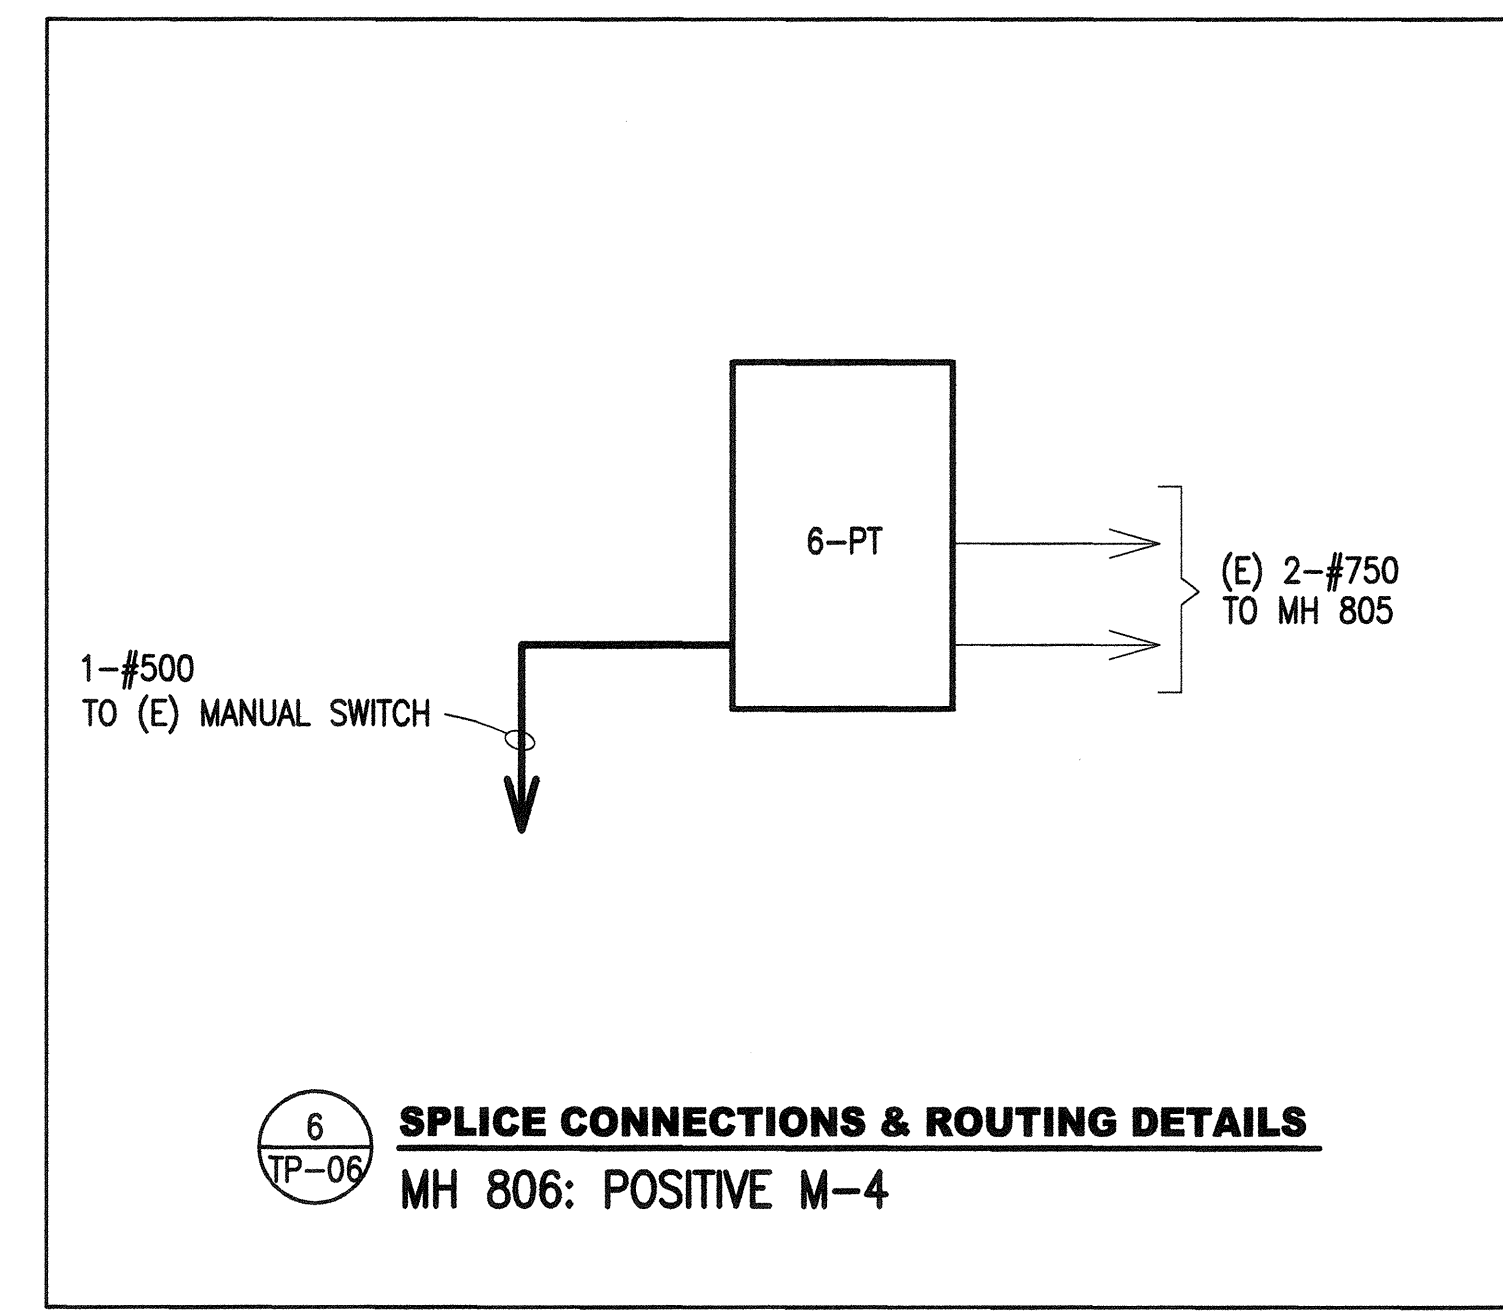 6-PT
(E) 2-#750
TO MH 805
1-#500
TO (E) MANUAL SWITCH
6
TP-06
SPLICE CONNECTIONS & ROUTING DETAILS
MH 806: POSITIVE M-4